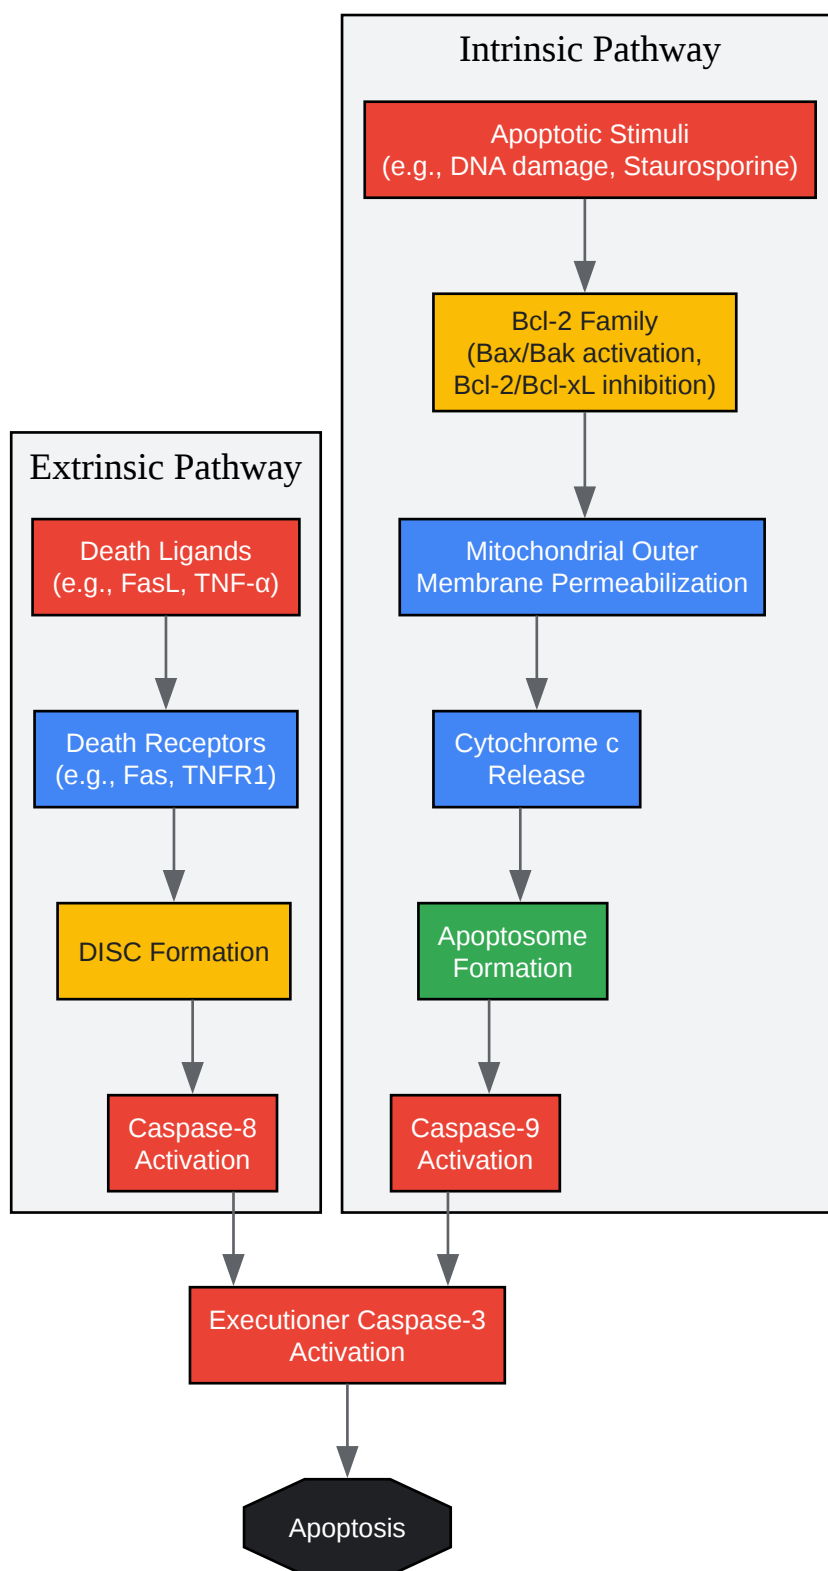 Intrinsic Pathway
Apoptotic Stimuli
(e.g., DNA damage, Staurosporine)
Bcl-2 Family
(Bax/Bak activation,
Bcl-2/Bcl-xL inhibition)
Mitochondrial Outer
Membrane Permeabilization
Cytochrome c
Release
Apoptosome
Formation
Caspase-9
Activation
Extrinsic Pathway
Death Ligands
(e.g., FasL, TNF-α)
Death Receptors
(e.g., Fas, TNFR1)
DISC Formation
Caspase-8
Activation
Executioner Caspase-3
Activation
Apoptosis